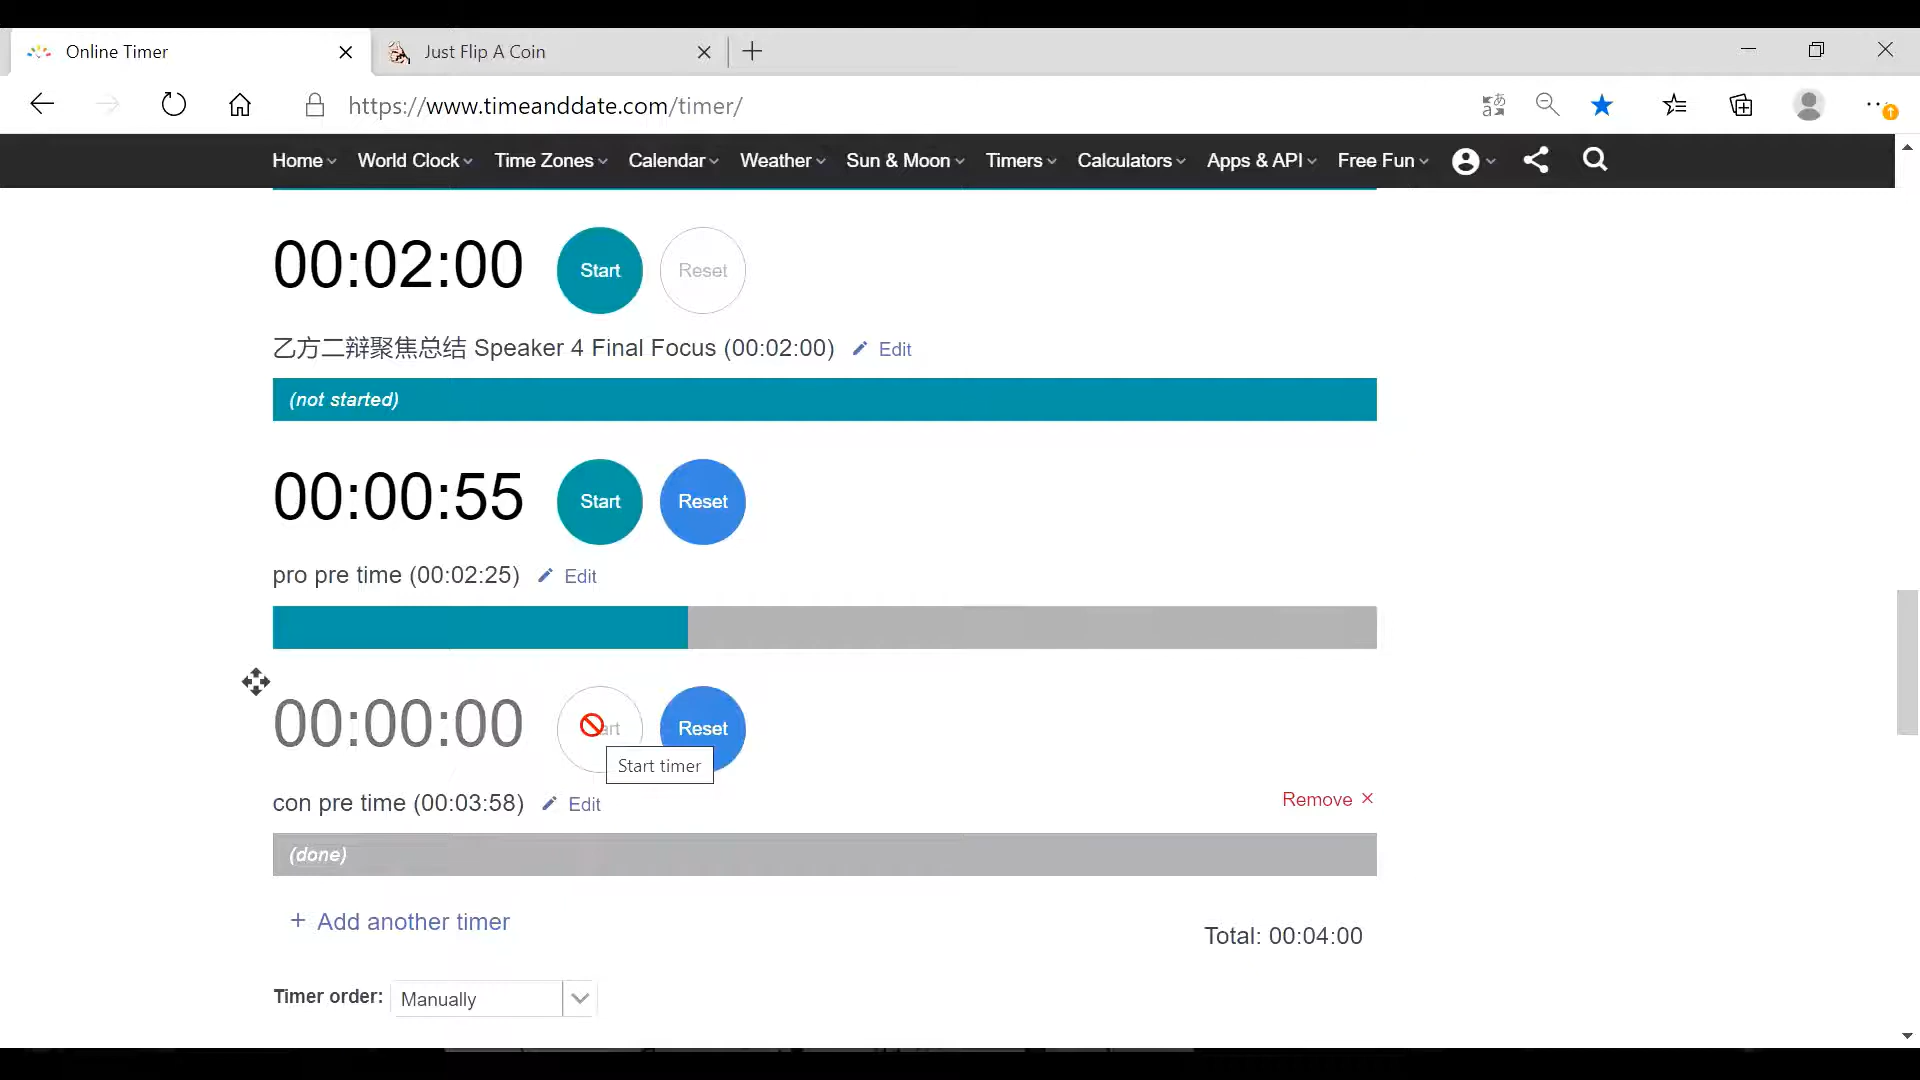 Online Timer
Just Flip A Coin
https://www.timeanddate.com/timer/
Home World Clock Time Zones Calendar Weather Sun & Moon Timers Calculators Apps & API Free Fun
00:02:00 Start Reset
乙方二辩聚焦总结 Speaker 4 Final Focus (00:02:00) Edit
(not started)
00:00:55 Start Reset
pro pre time (00:02:25) Edit
00:00:00 Reset
Start timer
con pre time (00:03:58) Edit Remove
(done)
+ Add another timer
Total: 00:04:00
Timer order: Manually